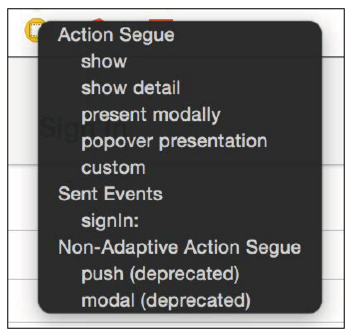 Action Segue
show
show detail
present modally
popover presentation
custom
Sent Events
signIn:
Non-Adaptive Action Segue
push (deprecated)
modal (deprecated)